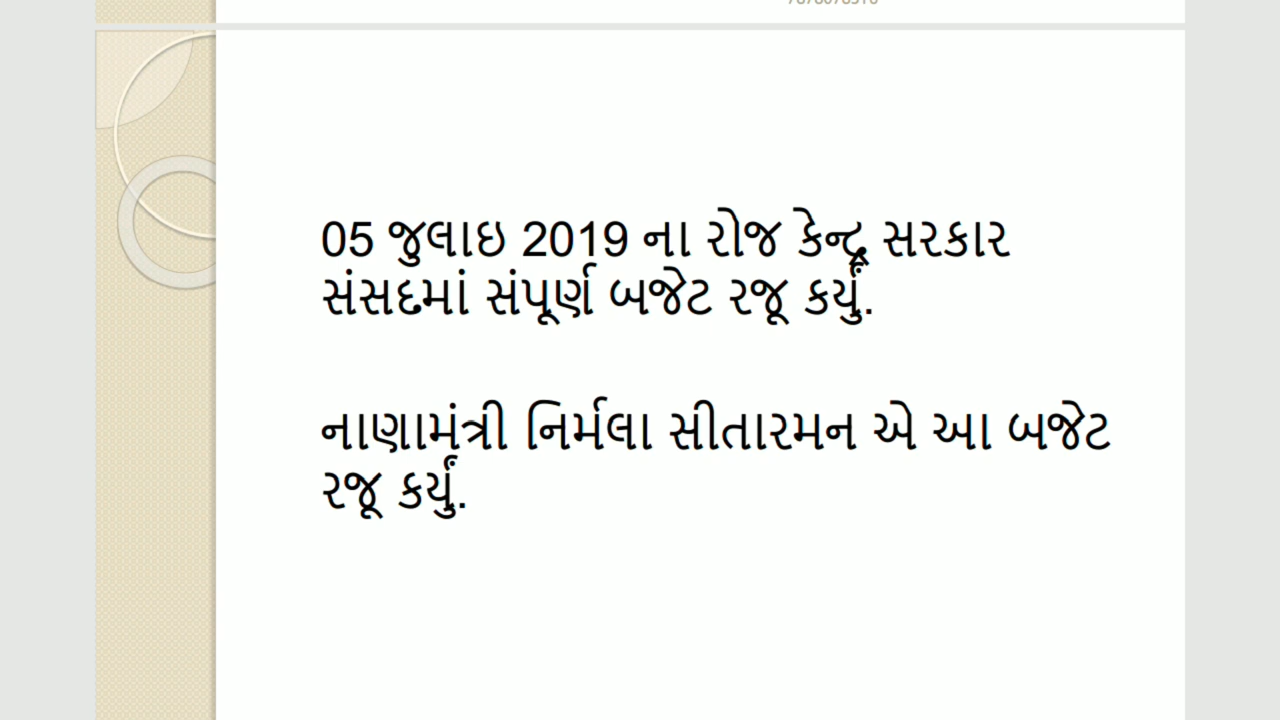 05 જુલાઇ 2019 ના રોજ કેન્દ્ર સરકાર
સંસદમાં સંપૂર્ણ બજેટ રજૂ કર્યું.
નાણામંત્રી નિર્મલા સીતારમન એ આ બજેટ
રજૂ કર્યું.